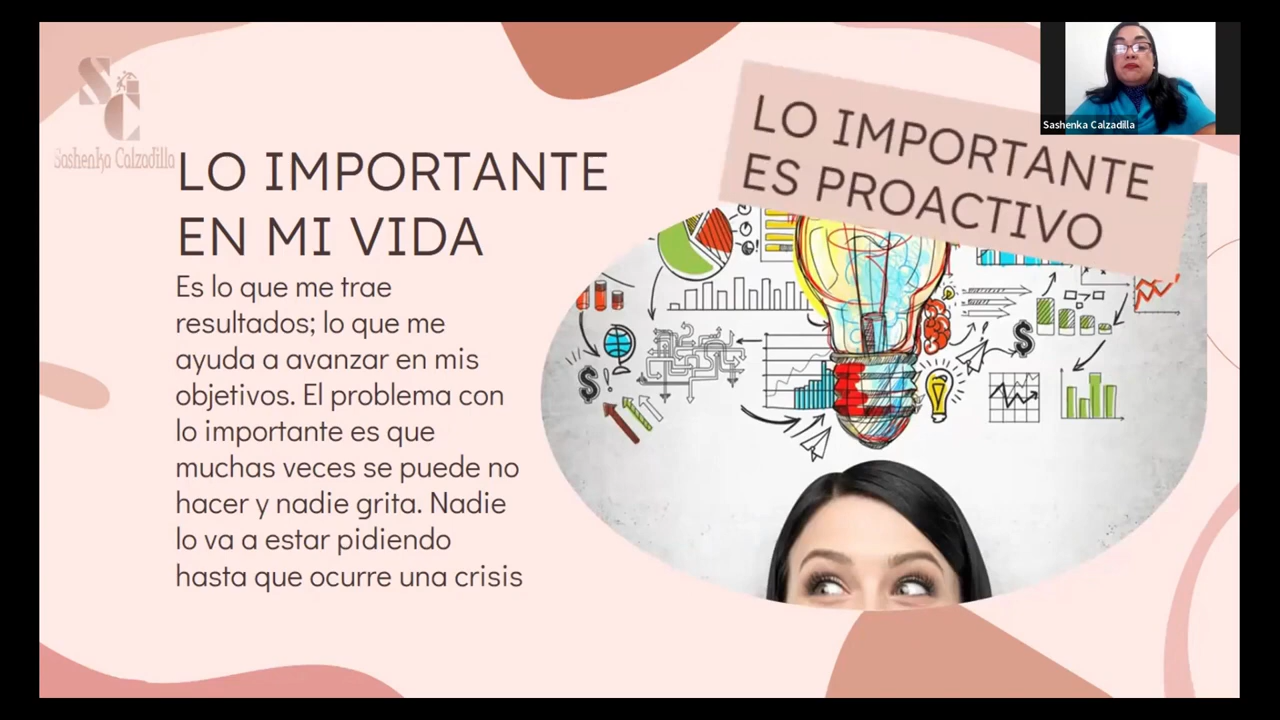 SC
Sashenka Calzadilla
LO IMPORTANTE
EN MI VIDA
Es lo que me trae
resultados; lo que me
ayuda a avanzar en mis
objetivos. El problema con
lo importante es que
muchas veces se puede no
hacer y nadie grita. Nadie
lo va a estar pidiendo
hasta que ocurre una crisis
LO IMPORTANTE
ES PROACTIVO
$
!
$
Sashenka Calzadilla